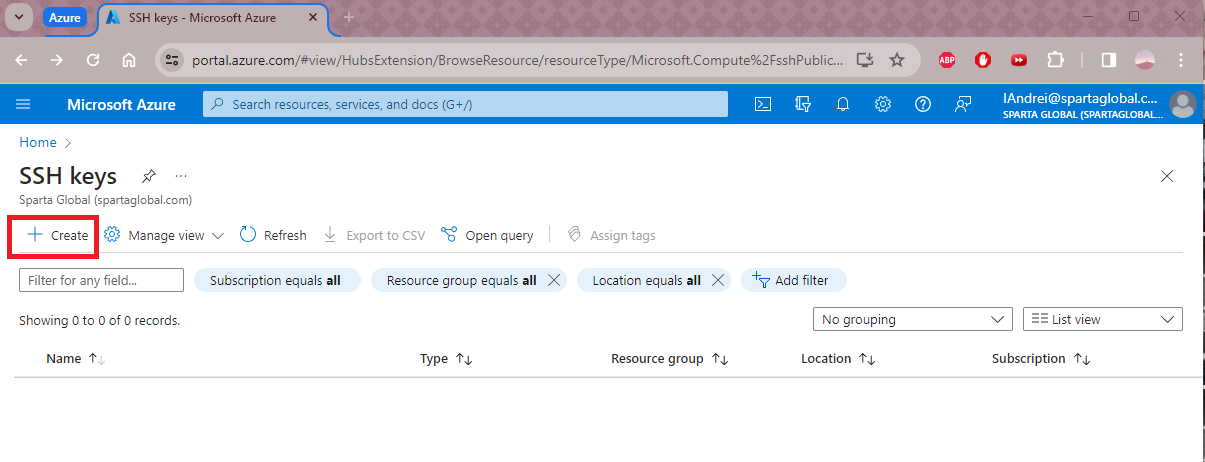 Azure
SSH keys - Microsoft Azure
portal.azure.com/#view/HubsExtension/BrowseResource/resourceType/Microsoft.Compute%2FsshPublic...
ABP
Microsoft Azure
Search resources, services, and docs (G+/)
IAndrei@spartaglobal.c...
SPARTA GLOBAL (SPARTAGLOBAL....
Home
SSH keys
Sparta Global (spartaglobal.com)
Create
Manage view
Refresh
Export to CSV
Open query
Assign tags
Filter for any field...
Subscription equals all
Resource group equals all
Location equals all
Add filter
Showing 0 to 0 of 0 records.
No grouping
List view
Name
Type
Resource group
Location
Subscription